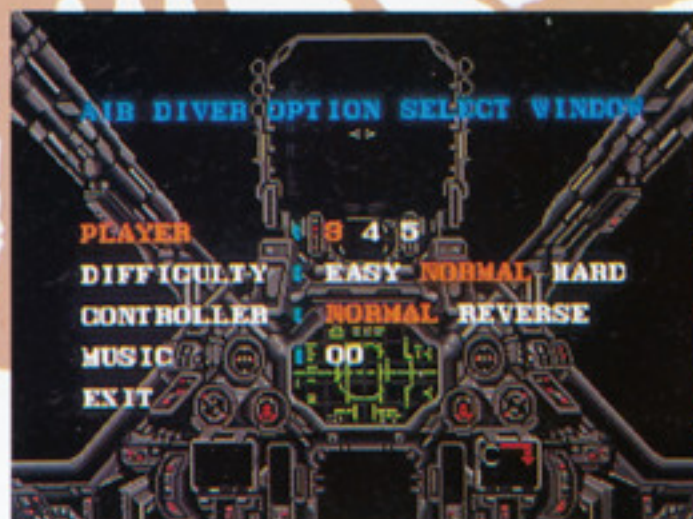 AIR DIVER OPTION SELECT WINDOW
PLAYER : 3 4 5
DIFFICULTY : EASY NORMAL HARD
CONTROLLER : NORMAL REVERSE
MUSIC : 00
EXIT